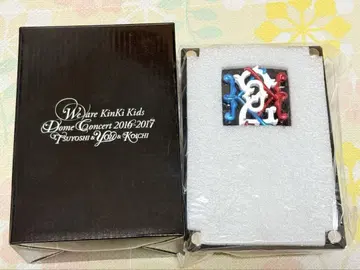 We are KinKi Kids
Dome Concert 2016-2017
TSUYOSHI & YOU & KOICHI